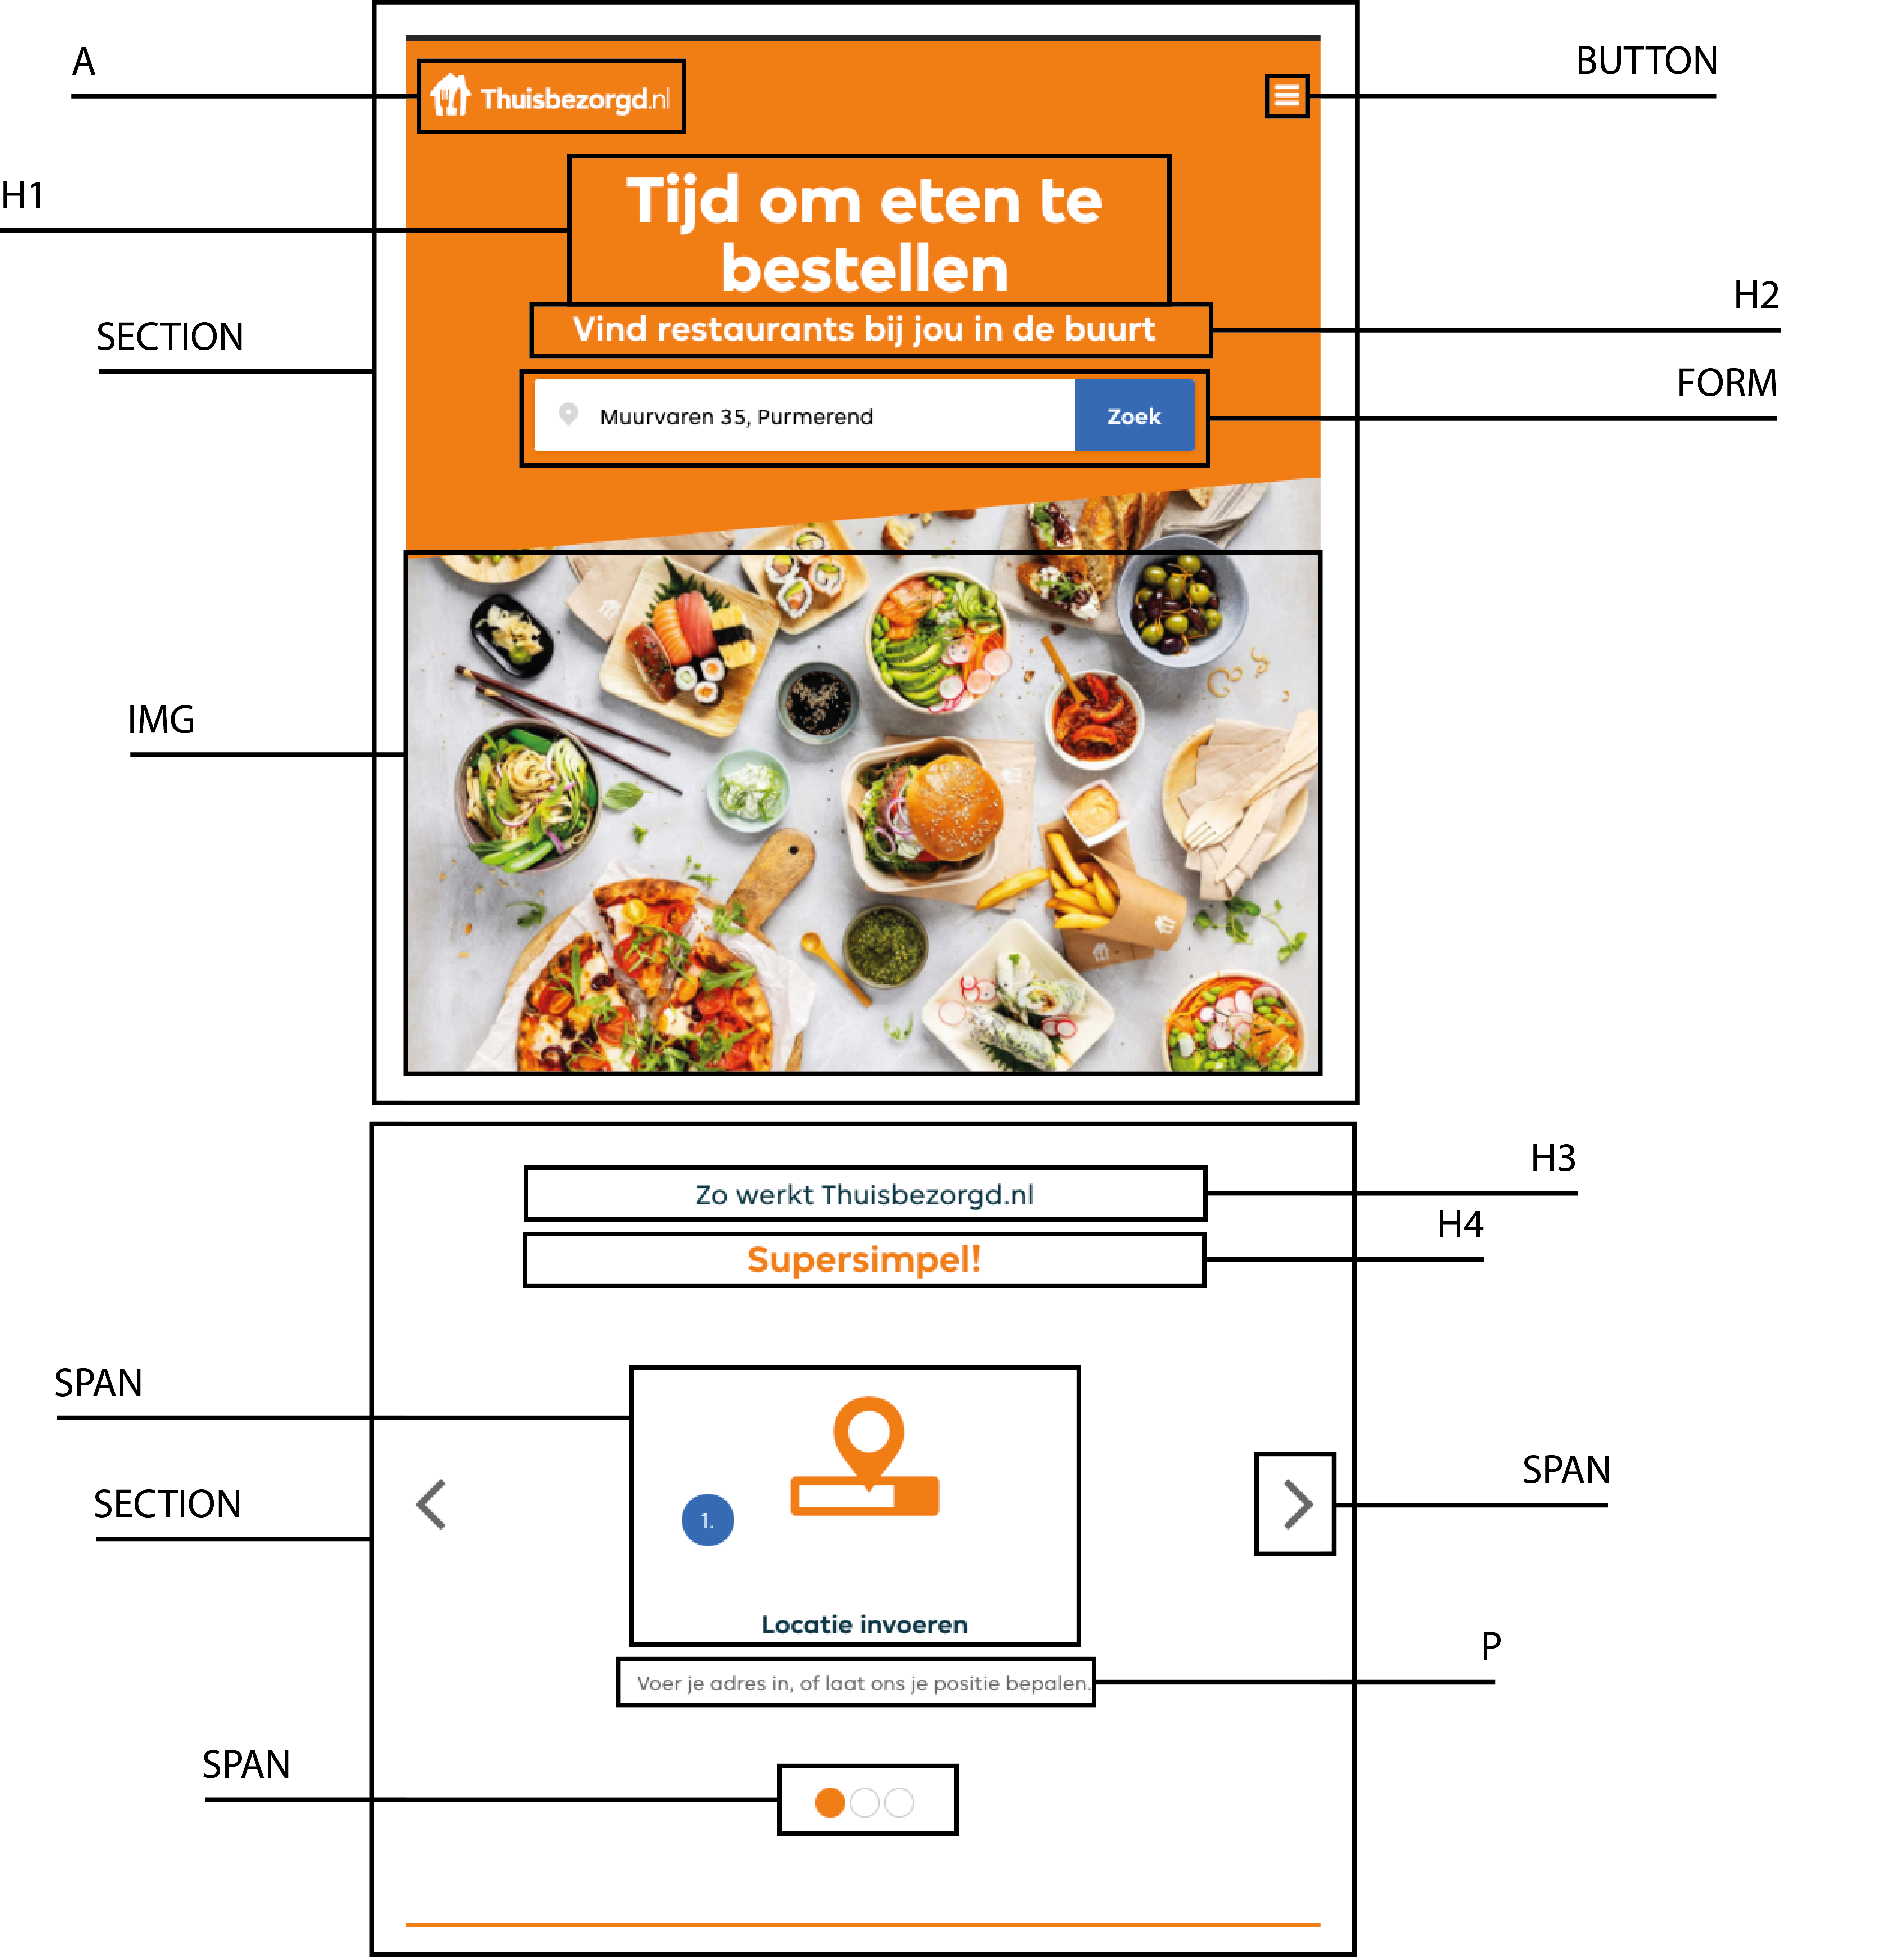 A
BUTTON
Thuisbezorgd.nl
H1
Tijd om eten te
bestellen
H2
Vind restaurants bij jou in de buurt
SECTION
FORM
Muurvaren 35, Purmerend
Zoek
IMG
H3
Zo werkt Thuisbezorgd.nl
H4
Supersimpel!
SPAN
SPAN
SECTION
1.
Locatie invoeren
P
Voer je adres in, of laat ons je positie bepalen.
SPAN